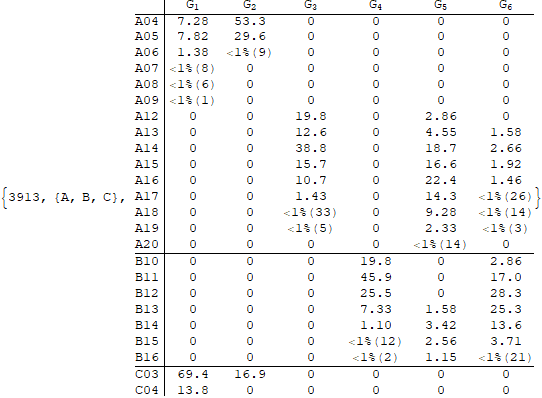 G1 G2 G3 G4 G5 G6
A04 7.28 53.3 0 0 0 0
A05 7.82 29.6 0 0 0 0
A06 1.38 <1%(9) 0 0 0 0
A07 <1%(8) 0 0 0 0 0
A08 <1%(6) 0 0 0 0 0
A09 <1%(1) 0 0 0 0 0
A12 0 0 19.8 0 2.86 0
A13 0 0 12.6 0 4.55 1.58
A14 0 0 38.8 0 18.7 2.66
A15 0 0 15.7 0 16.6 1.92
A16 0 0 10.7 0 22.4 1.46
{3913, {A, B, C}, A17 0 0 1.43 0 14.3 <1%(26)}
A18 0 0 <1%(33) 0 9.28 <1%(14)
A19 0 0 <1%(5) 0 2.33 <1%(3)
A20 0 0 0 0 <1%(14) 0
B10 0 0 0 19.8 0 2.86
B11 0 0 0 45.9 0 17.0
B12 0 0 0 25.5 0 28.3
B13 0 0 0 7.33 1.58 25.3
B14 0 0 0 1.10 3.42 13.6
B15 0 0 0 <1%(12) 2.56 3.71
B16 0 0 0 <1%(2) 1.15 <1%(21)
C03 69.4 16.9 0 0 0 0
C04 13.8 0 0 0 0 0